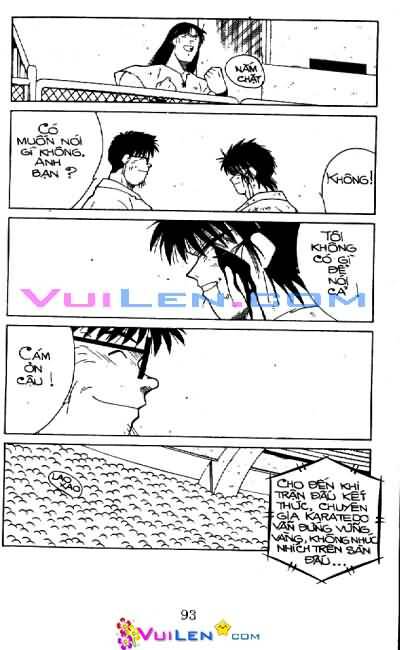 NẮM
CHẶT
CÓ
MUỐN NÓI
GÌ KHÔNG,
ANH
BẠN ?
KHÔNG!
TÔI
KHÔNG
CÓ GÌ
ĐỂ
NÓI
CẢ
VUILEN.COM
CÁM
ƠN
CẬU !
LAO
XAO
CHO ĐẾN KHI
TRẬN ĐẤU KẾT
THÚC, CHUYÊN
GIA KARATEDO
VẪN ĐỨNG VỮNG
VÀNG, KHÔNG NHÚC
NHÍCH TRÊN SÀN
ĐẤU...
93
VUILEN.COM